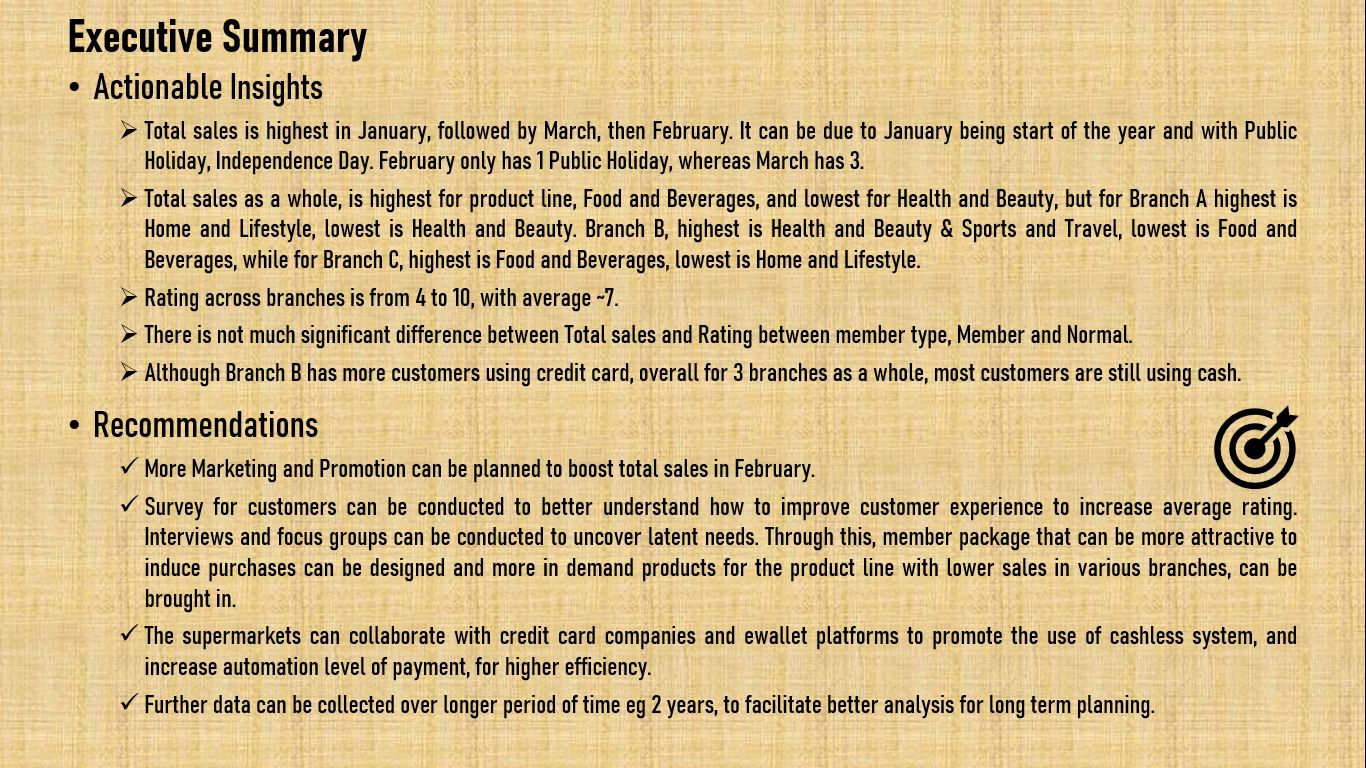 Executive Summary
• Actionable Insights
➢ Total sales is highest in January, followed by March, then February. It can be due to January being start of the year and with Public
Holiday, Independence Day. February only has 1 Public Holiday, whereas March has 3.
➢ Total sales as a whole, is highest for product line, Food and Beverages, and lowest for Health and Beauty, but for Branch A highest is
Home and Lifestyle, lowest is Health and Beauty. Branch B, highest is Health and Beauty & Sports and Travel, lowest is Food and
Beverages, while for Branch C, highest is Food and Beverages, lowest is Home and Lifestyle.
➢ Rating across branches is from 4 to 10, with average ~7.
➢ There is not much significant difference between Total sales and Rating between member type, Member and Normal.
➢ Although Branch B has more customers using credit card, overall for 3 branches as a whole, most customers are still using cash.
• Recommendations
✓ More Marketing and Promotion can be planned to boost total sales in February.
✓ Survey for customers can be conducted to better understand how to improve customer experience to increase average rating.
Interviews and focus groups can be conducted to uncover latent needs. Through this, member package that can be more attractive to
induce purchases can be designed and more in demand products for the product line with lower sales in various branches, can be
brought in.
✓ The supermarkets can collaborate with credit card companies and ewallet platforms to promote the use of cashless system, and
increase automation level of payment, for higher efficiency.
✓ Further data can be collected over longer period of time eg 2 years, to facilitate better analysis for long term planning.